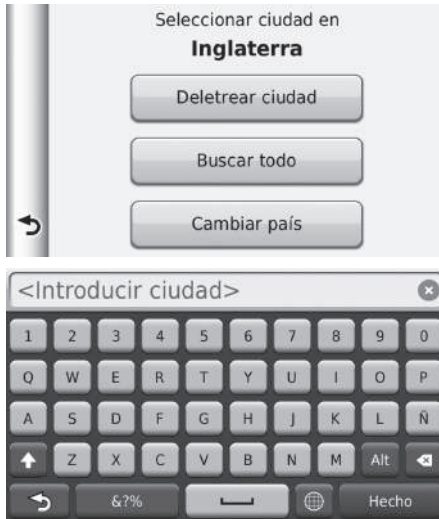 Seleccionar ciudad en
Inglaterra
Deletrear ciudad
Buscar todo
Cambiar país
<Introducir ciudad>
1 2 3 4 5 6 7 8 9 0
Q W E R T Y U I O P
A S D F G H J K L Ñ
Z X C V B N M Alt
&?% Hecho